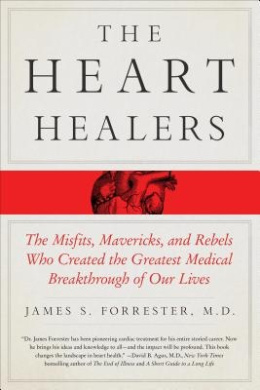 THE
HEART
HEALERS
The Misfits, Mavericks, and Rebels
Who Created the Greatest Medical
Breakthrough of Our Lives
JAMES S. FORRESTER, M.D.
"Dr. James Forrester has been pioneering cardiac treatment for his entire storied career. Now
he brings his ideas and knowledge to all—and the impact will be profound. This book
changes the landscape in heart health." —David B. Agus, M.D., New York Times
bestselling author of The End of Illness and A Short Guide to a Long Life